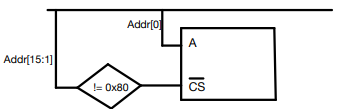 Addr[0]
A
Addr[15:1]
!= 0x80
CS